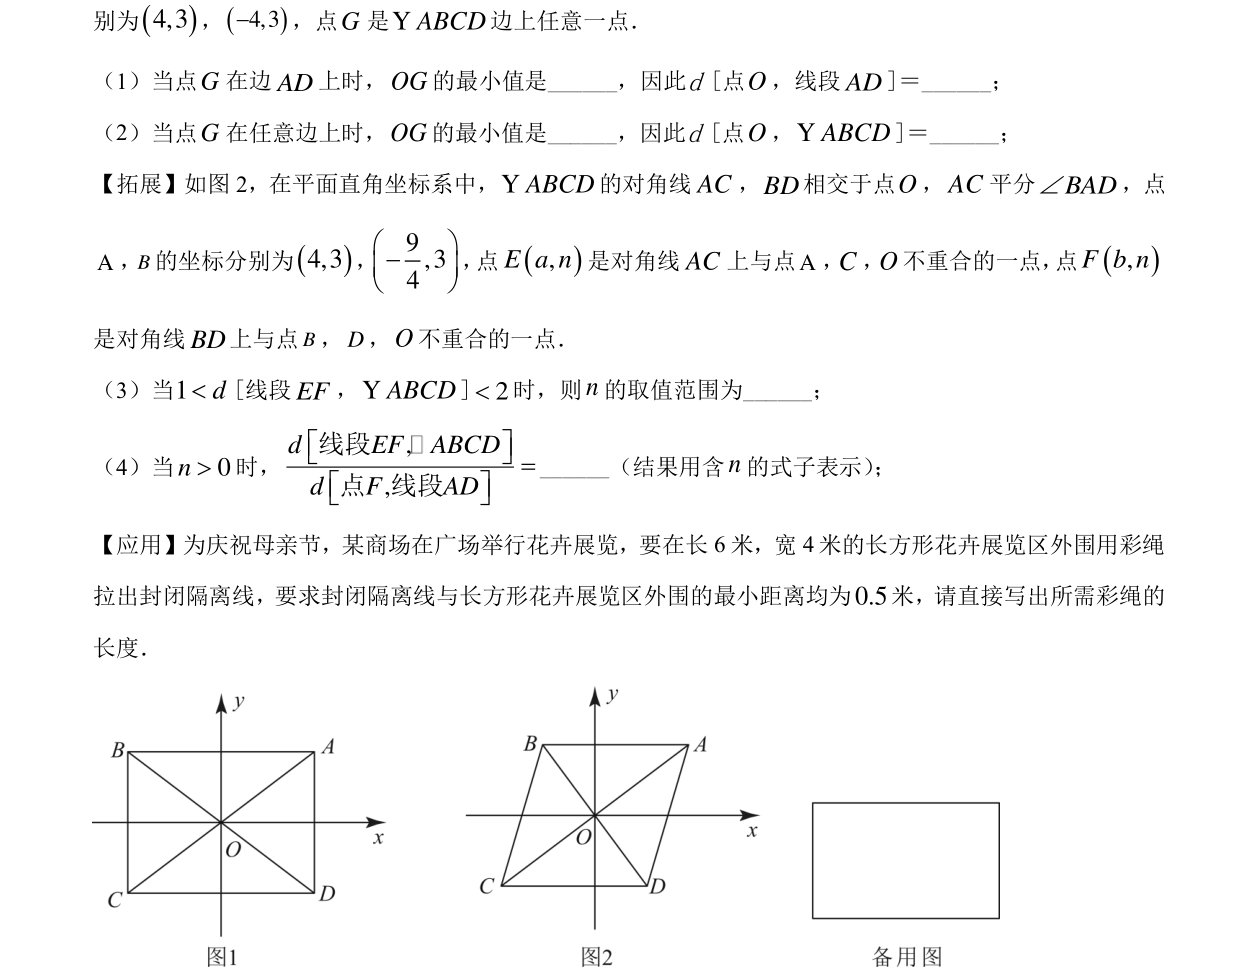 别为(4,3)，(−4,3)，点G是Y ABCD边上任意一点.
（1）当点G在边AD上时，OG的最小值是______，因此d［点O，线段AD］＝______；
（2）当点G在任意边上时，OG的最小值是______，因此d［点O，Y ABCD］＝______；
【拓展】如图2，在平面直角坐标系中，Y ABCD的对角线AC，BD相交于点O，AC平分∠BAD，点
A，B的坐标分别为(4,3)，(−9/4,3)，点E(a,n)是对角线AC上与点A，C，O不重合的一点，点F(b,n)
是对角线BD上与点B，D，O不重合的一点.
（3）当1<d［线段EF，Y ABCD］<2时，则n的取值范围为______；
（4）当n>0时，d[线段EF,□ ABCD]/d[点F,线段AD]=______（结果用含n的式子表示）；
【应用】为庆祝母亲节，某商场在广场举行花卉展览，要在长6米，宽4米的长方形花卉展览区外围用彩绳
拉出封闭隔离线，要求封闭隔离线与长方形花卉展览区外围的最小距离均为0.5米，请直接写出所需彩绳的
长度.
y
B
A
O
x
C
D
图1
y
B
A
O
x
C
D
图2
备用图